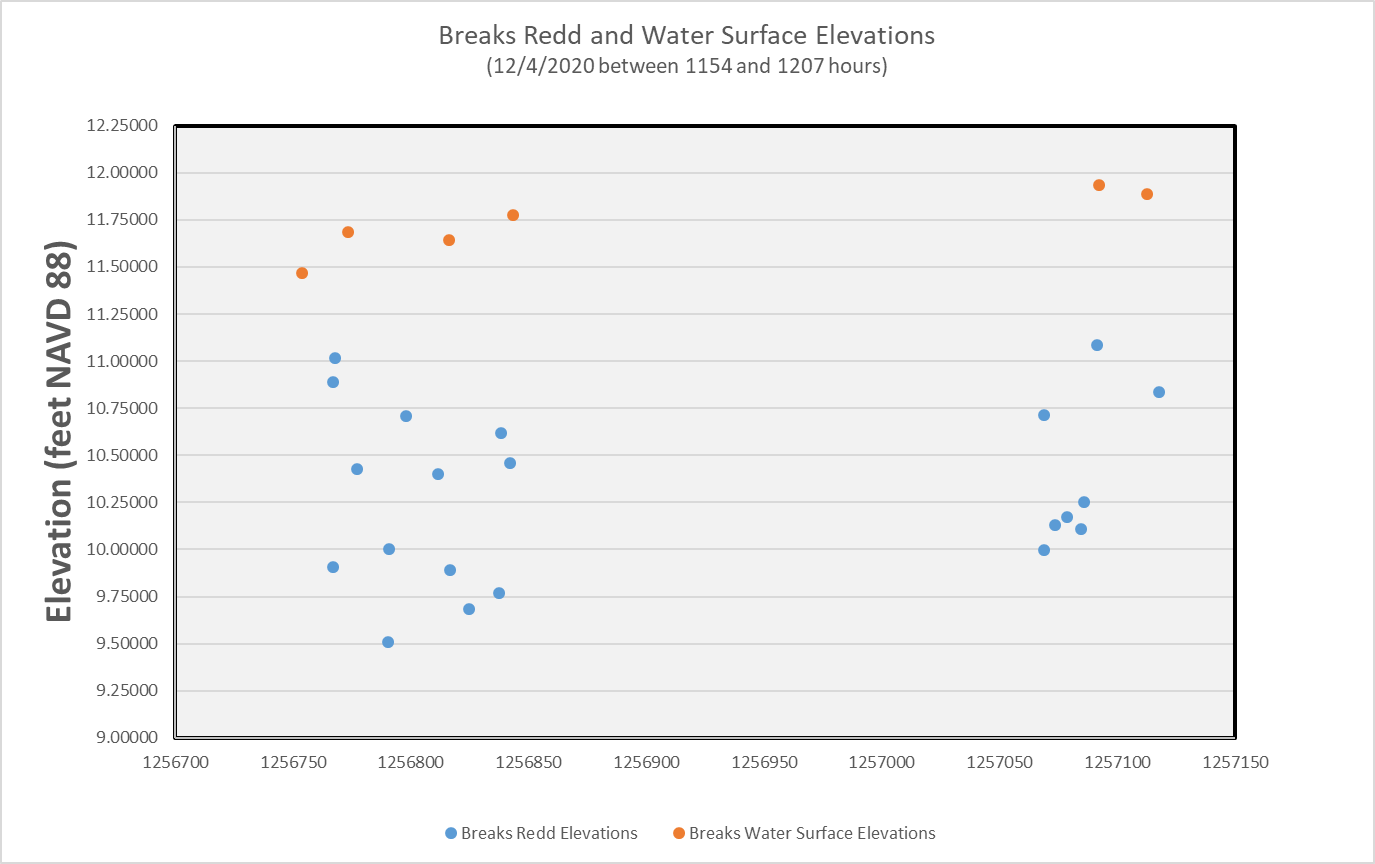 Breaks Redd and Water Surface Elevations
(12/4/2020 between 1154 and 1207 hours)
Elevation (feet NAVD 88)
12.25000
12.00000
11.75000
11.50000
11.25000
11.00000
10.75000
10.50000
10.25000
10.00000
9.75000
9.50000
9.25000
9.00000
1256700 1256750 1256800 1256850 1256900 1256950 1257000 1257050 1257100 1257150
Breaks Redd Elevations Breaks Water Surface Elevations